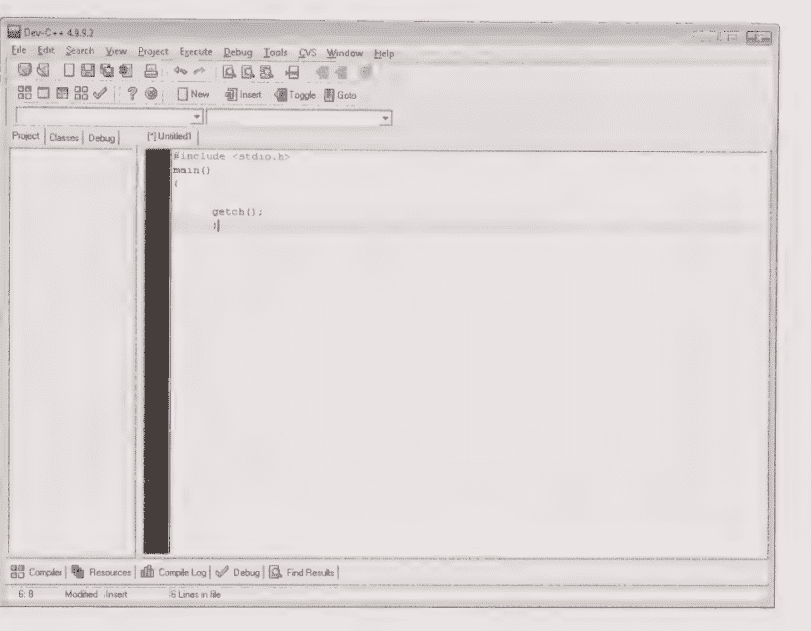 Dev-C++ 4.9.9.2
File Edit Search View Project Execute Debug Tools CVS Window Help
New Insert Toggle Goto
Project Classes Debug [*] Untitled1
#include <stdio.h>
main()
{
getch();
}
Compiler Resources Compile Log Debug Find Results
6: 8 Modified Insert 6 Lines in file